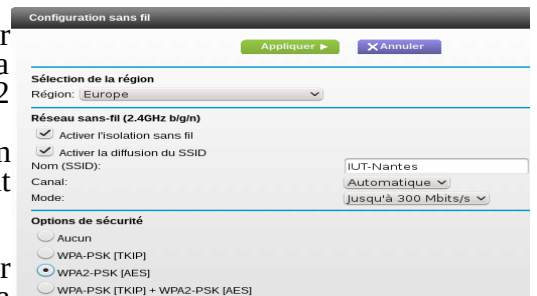 Configuration sans fil
Appliquer
Annuler
Sélection de la région
Région: Europe
Réseau sans-fil (2.4GHz b/g/n)
Activer l'isolation sans fil
Activer la diffusion du SSID
Nom (SSID): IUT-Nantes
Canal: Automatique
Mode: Jusqu'à 300 Mbits/s
Options de sécurité
Aucun
WPA-PSK [TKIP]
WPA2-PSK [AES]
WPA-PSK [TKIP] + WPA2-PSK [AES]